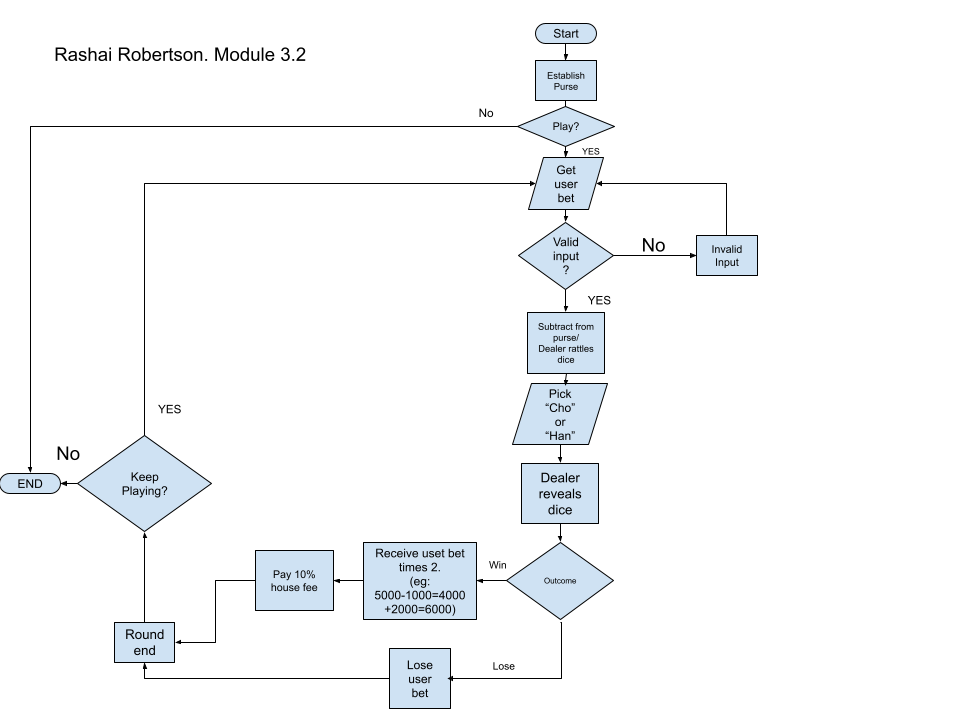 Start
Rashai Robertson. Module 3.2
Establish
Purse
No
Play?
YES
Get
user
bet
Valid
input
?
No
Invalid
Input
YES
Subtract from
purse/
Dealer rattles
dice
Pick
“Cho”
or
“Han”
YES
No
Keep
Playing?
END
Dealer
reveals
dice
Receive uset bet
times 2.
(eg:
5000-1000=4000
+2000=6000)
Win
Outcome
Pay 10%
house fee
Round
end
Lose
user
bet
Lose